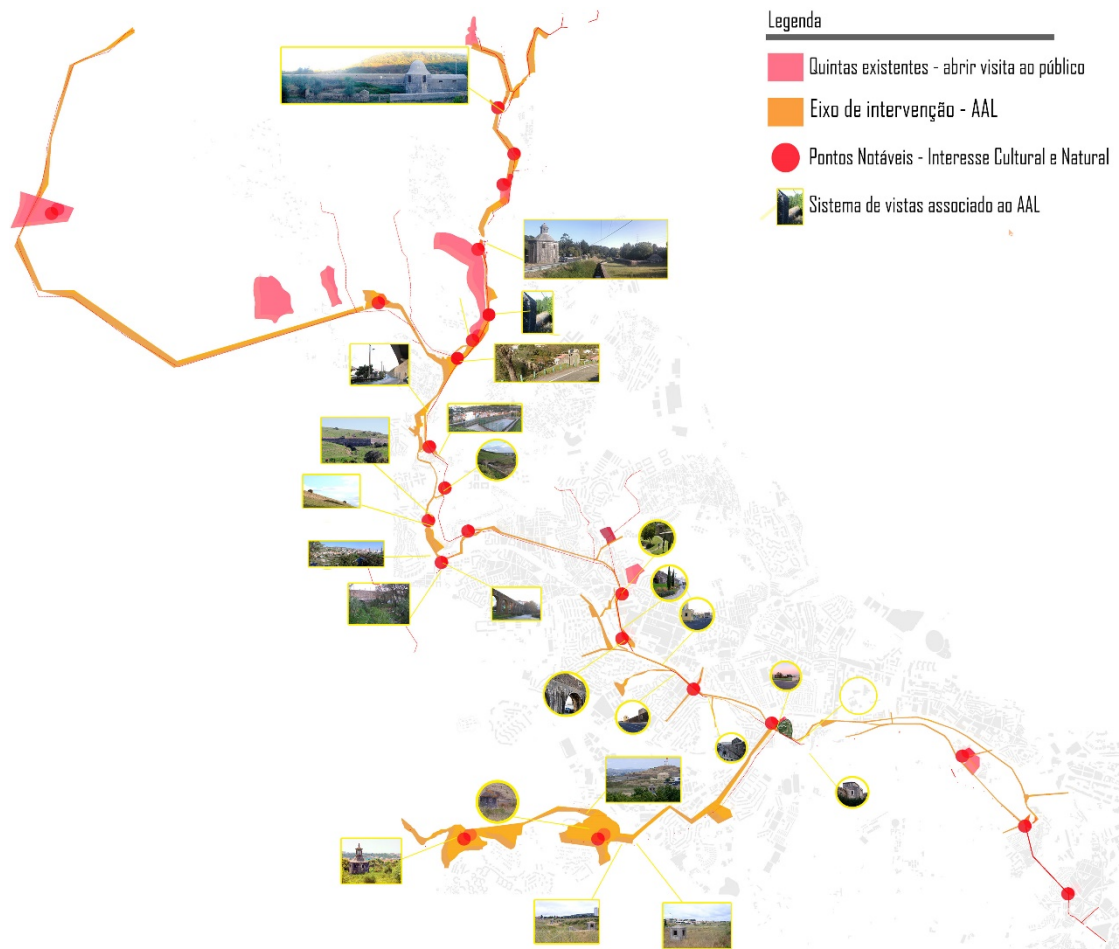 Legenda
Quintas existentes - abrir visita ao público
Eixo de intervenção - AAL
Pontos Notáveis - Interesse Cultural e Natural
Sistema de vistas associado ao AAL